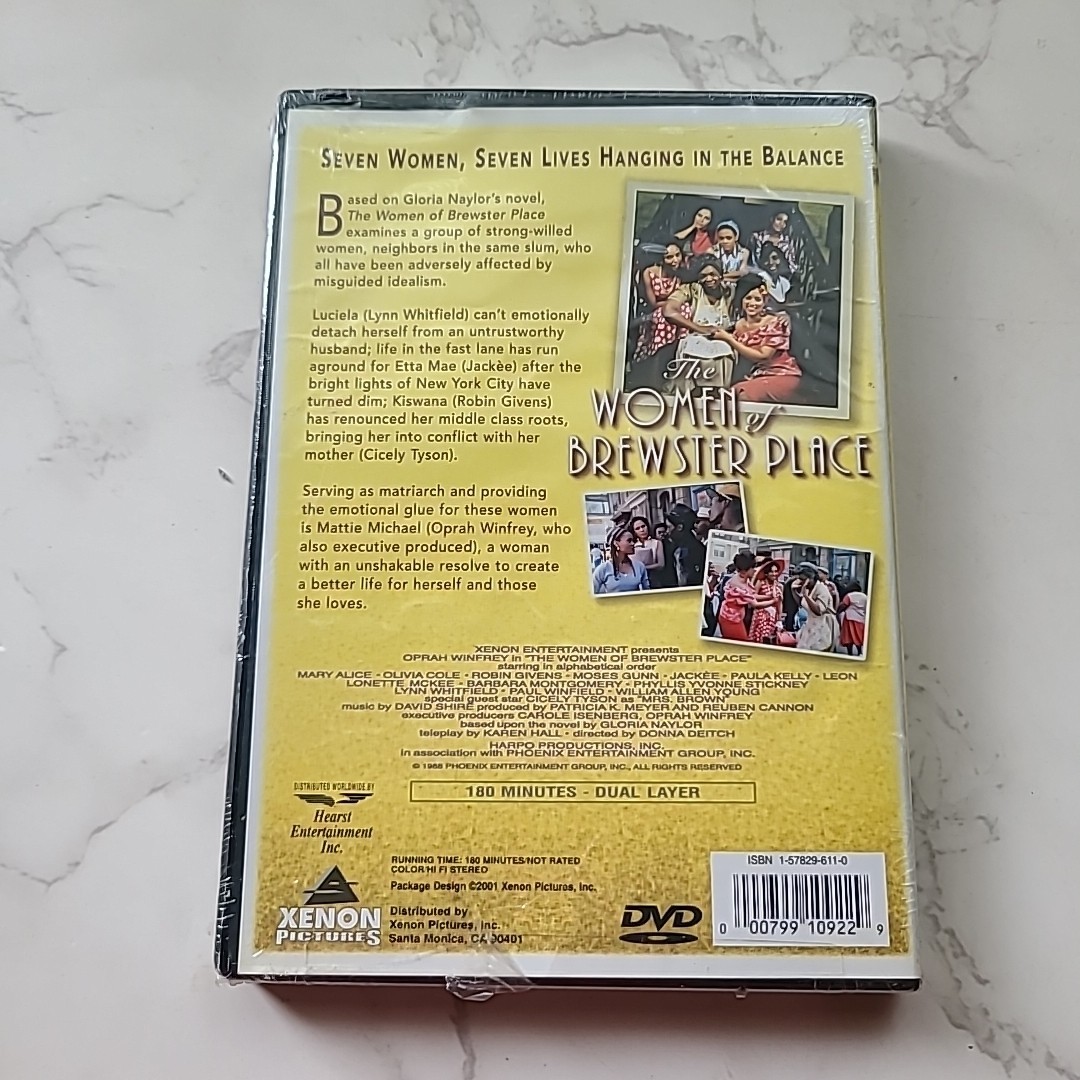 SEVEN WOMEN, SEVEN LIVES HANGING IN THE BALANCE
Based on Gloria Naylor's novel,
The Women of Brewster Place
examines a group of strong-willed
women, neighbors in the same slum, who
all have been adversely affected by
misguided idealism.
Luciela (Lynn Whitfield) can't emotionally
detach herself from an untrustworthy
husband; life in the fast lane has run
aground for Etta Mae (Jackèe) after the
bright lights of New York City have
turned dim; Kiswana (Robin Givens)
has renounced her middle class roots,
bringing her into conflict with her
mother (Cicely Tyson).
Serving as matriarch and providing
the emotional glue for these women
is Mattie Michael (Oprah Winfrey, who
also executive produced), a woman
with an unshakable resolve to create
a better life for herself and those
she loves.
The
WOMEN of
BREWSTER PLACE
XENON ENTERTAINMENT presents
OPRAH WINFREY in "THE WOMEN OF BREWSTER PLACE"
starring in alphabetical order
MARY ALICE - OLIVIA COLE - ROBIN GIVENS - MOSES GUNN - JACKÈE - PAULA KELLY - LEON
LONETTE MCKEE - BARBARA MONTGOMERY - PHYLLIS YVONNE STICKNEY
LYNN WHITFIELD - PAUL WINFIELD - WILLIAM ALLEN YOUNG
special guest star CICELY TYSON as "MRS. BROWN"
music by DAVID SHIRE produced by PATRICIA K. MEYER AND REUBEN CANNON
executive producers CAROLE ISENBERG, OPRAH WINFREY
based upon the novel by GLORIA NAYLOR
teleplay by KAREN HALL • directed by DONNA DEITCH
HARPO PRODUCTIONS, INC.
in association with PHOENIX ENTERTAINMENT GROUP, INC.
© 1988 PHOENIX ENTERTAINMENT GROUP, INC., ALL RIGHTS RESERVED
180 MINUTES - DUAL LAYER
DISTRIBUTED WORLDWIDE BY
Hearst
Entertainment
Inc.
RUNNING TIME: 180 MINUTES/NOT RATED
COLOR/HI FI STEREO
Package Design ©2001 Xenon Pictures, Inc.
XENON
PICTURES
Distributed by
Xenon Pictures, Inc.
Santa Monica, CA 90401
DVD
ISBN 1-57829-611-0
0 00799 10922 9